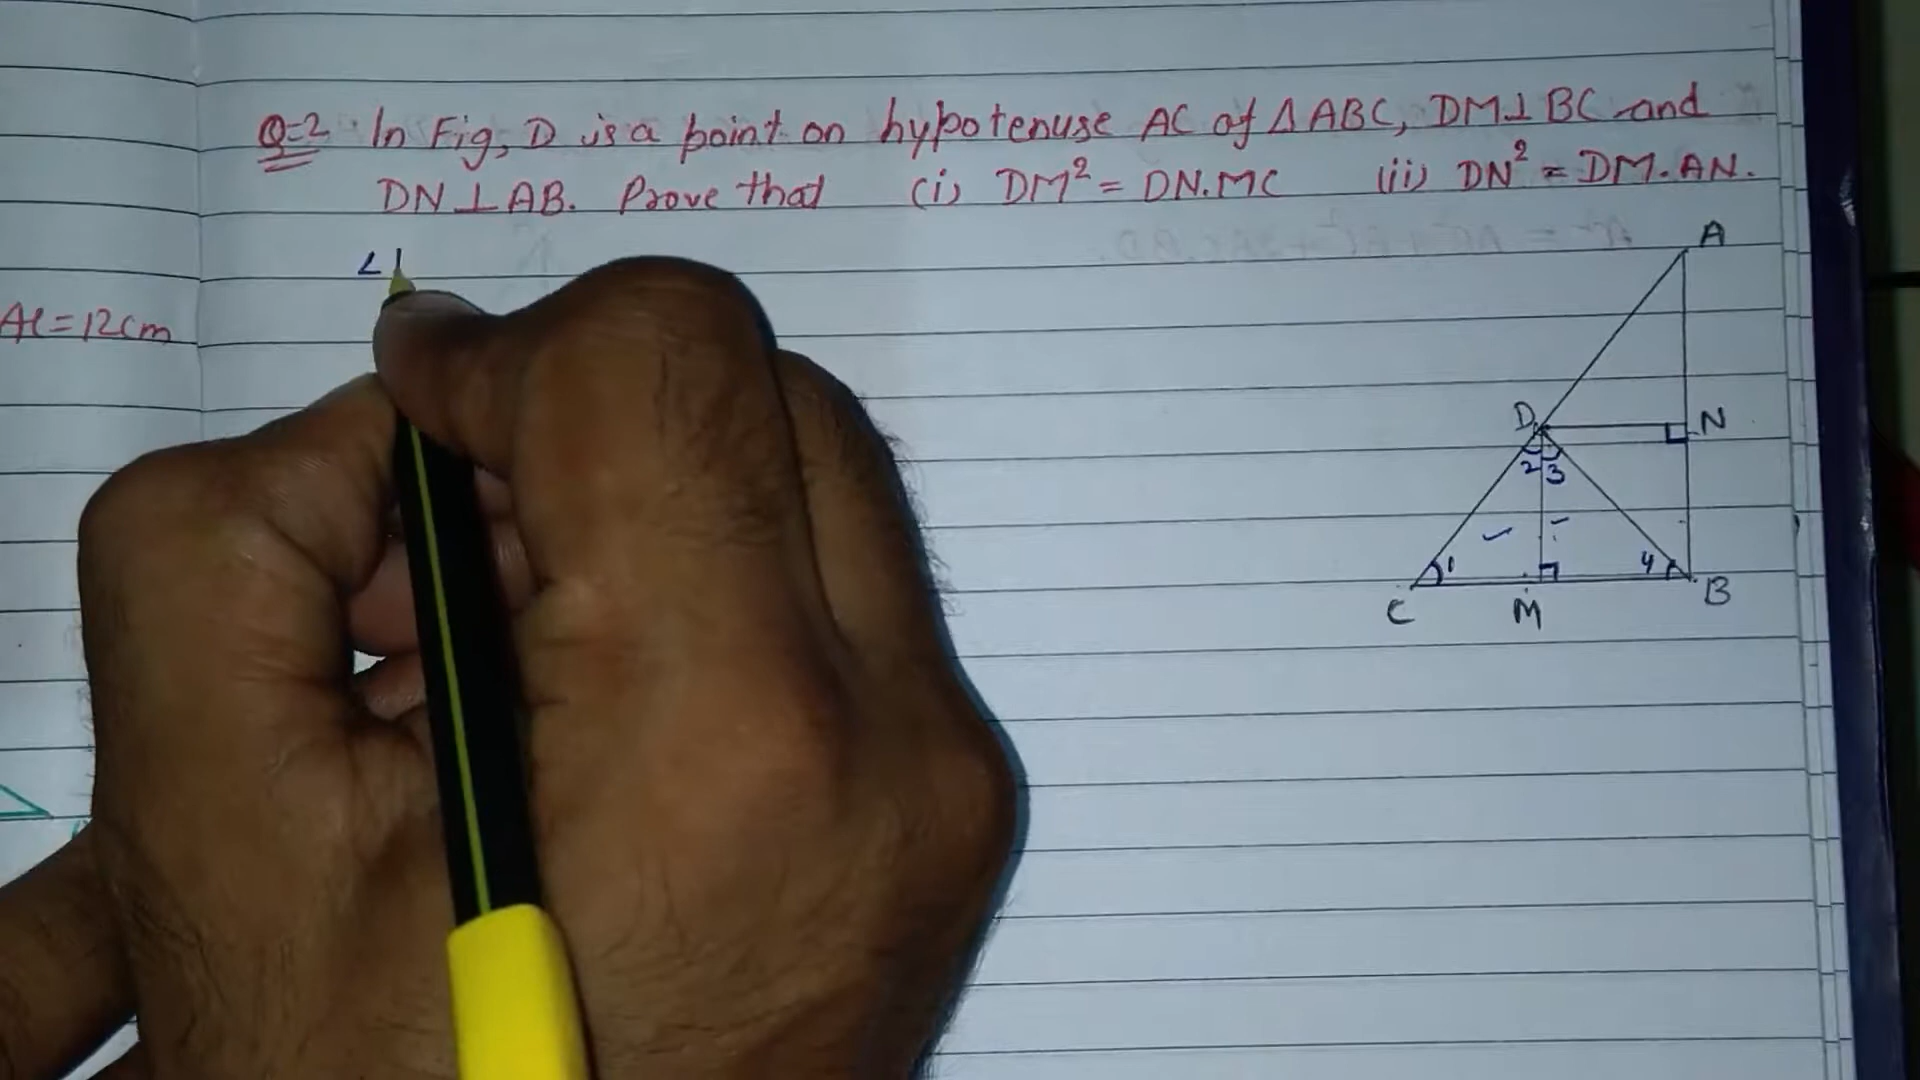 Q=2 In Fig, D is a point on hypotenuse AC of ΔABC, DM⊥BC and
DN⊥AB. Prove that (i) DM² = DN.MC (ii) DN² = DM.AN.
∠1
AC=12cm
A
D
N
2 3
1
4
C
M
B